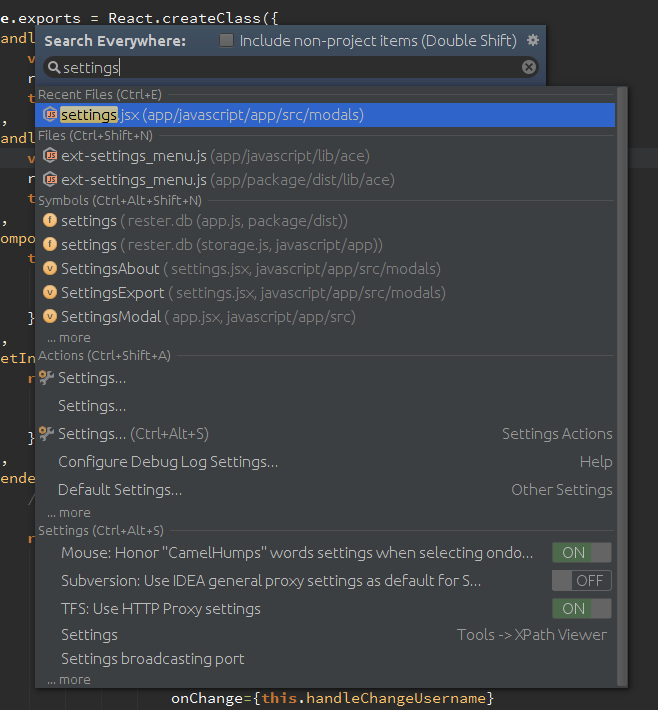 e.exports = React.createClass({
andl
Search Everywhere: Include non-project items (Double Shift)
v
r
settings
t
,
Recent Files (Ctrl+E)
settings.jsx (app/javascript/app/src/modals)
andl
Files (Ctrl+Shift+N)
v
ext-settings_menu.js (app/javascript/lib/ace)
r
ext-settings_menu.js (app/package/dist/lib/ace)
t
Symbols (Ctrl+Alt+Shift+N)
,
settings ( rester.db (app.js, package/dist))
ompo
settings ( rester.db (storage.js, javascript/app))
t
SettingsAbout ( settings.jsx, javascript/app/src/modals)
SettingsExport ( settings.jsx, javascript/app/src/modals)
}
SettingsModal ( app.jsx, javascript/app/src)
,
... more
etIn
Actions (Ctrl+Shift+A)
r
Settings...
Settings...
}
Settings... (Ctrl+Alt+S) Settings Actions
,
Configure Debug Log Settings... Help
ende
Default Settings... Other Settings
/
... more
Settings (Ctrl+Alt+S)
r
Mouse: Honor "CamelHumps" words settings when selecting ondo... ON
Subversion: Use IDEA general proxy settings as default for S... OFF
TFS: Use HTTP Proxy settings ON
Settings Tools -> XPath Viewer
Settings broadcasting port
... more
onChange={this.handleChangeUsername}